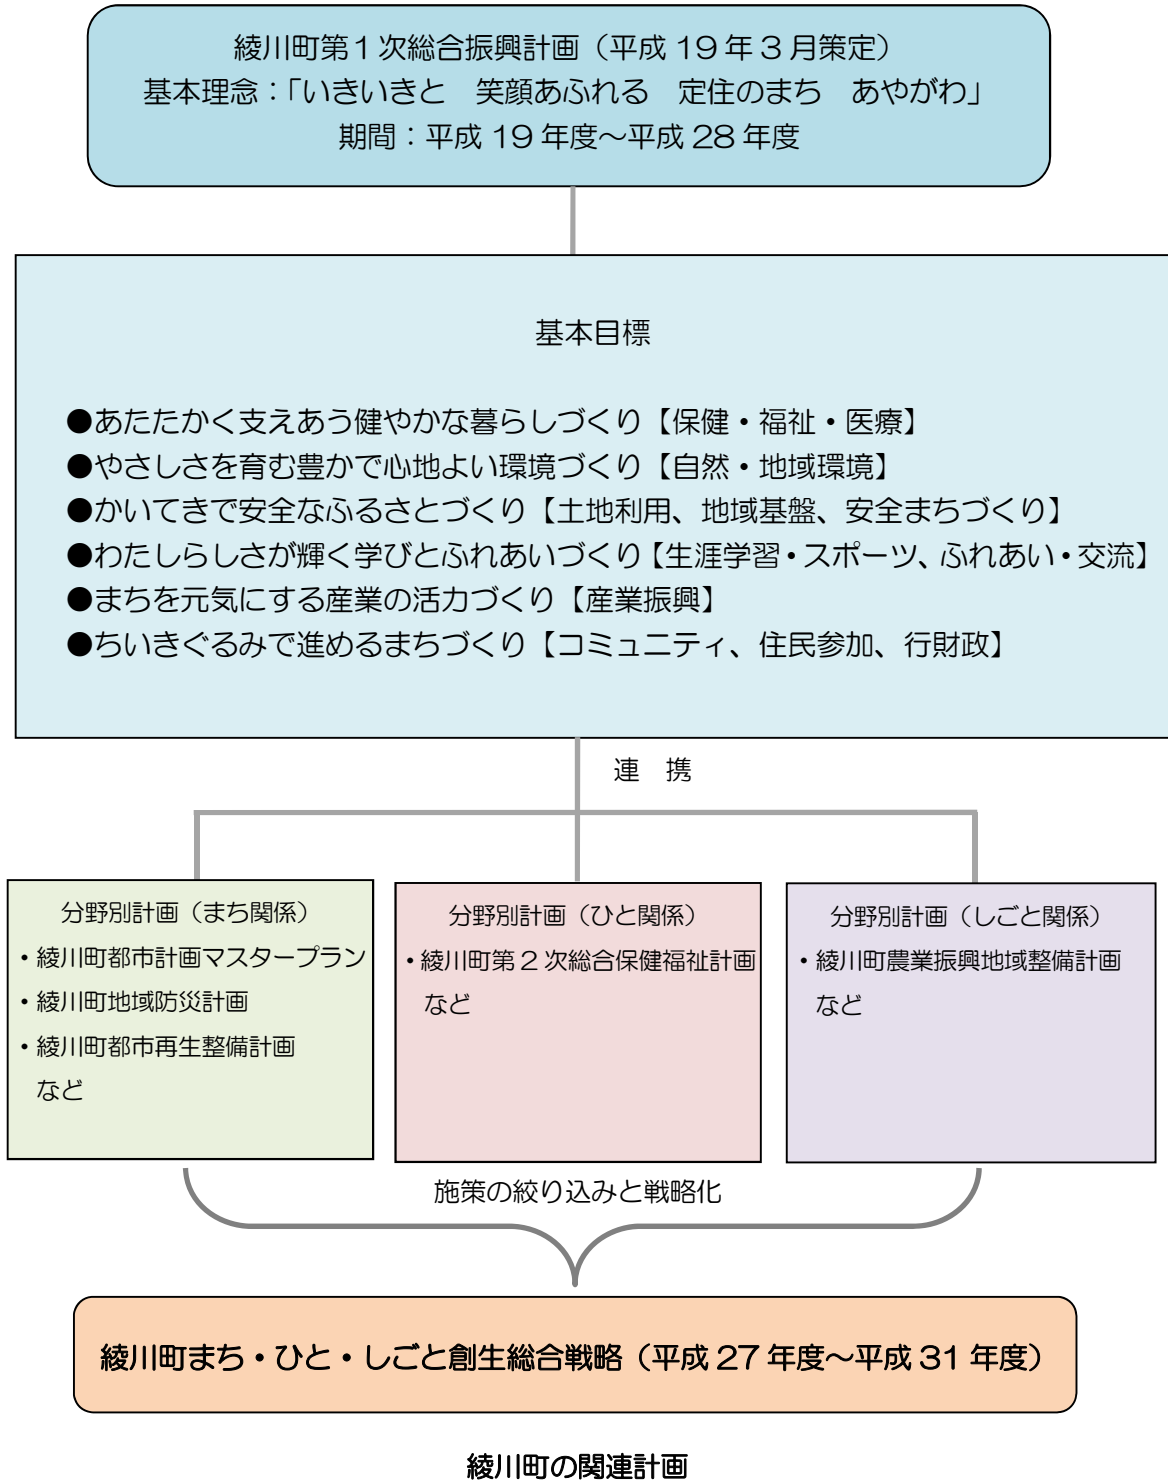 綾川町第1次総合振興計画（平成 19 年 3 月策定）
基本理念：「いきいきと　笑顔あふれる　定住のまち　あやがわ」
期間：平成 19 年度～平成 28 年度
基本目標
●あたたかく支えあう健やかな暮らしづくり【保健・福祉・医療】
●やさしさを育む豊かで心地よい環境づくり【自然・地域環境】
●かいてきで安全なふるさとづくり【土地利用、地域基盤、安全まちづくり】
●わたしらしさが輝く学びとふれあいづくり【生涯学習・スポーツ、ふれあい・交流】
●まちを元気にする産業の活力づくり【産業振興】
●ちいきぐるみで進めるまちづくり【コミュニティ、住民参加、行財政】
連　携
分野別計画（まち関係）
・綾川町都市計画マスタープラン
・綾川町地域防災計画
・綾川町都市再生整備計画
など
分野別計画（ひと関係）
・綾川町第 2 次総合保健福祉計画
など
分野別計画（しごと関係）
・綾川町農業振興地域整備計画
など
施策の絞り込みと戦略化
綾川町まち・ひと・しごと創生総合戦略（平成 27 年度～平成 31 年度）
綾川町の関連計画